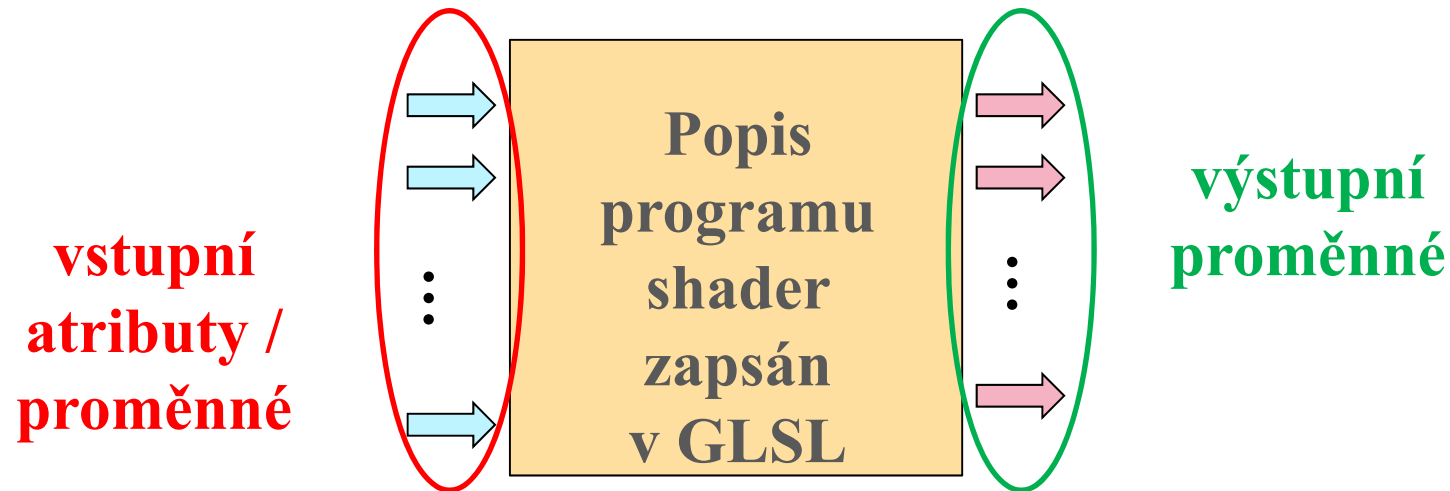 vstupní
atributy /
proměnné
Popis
programu
shader
zapsán
v GLSL
výstupní
proměnné